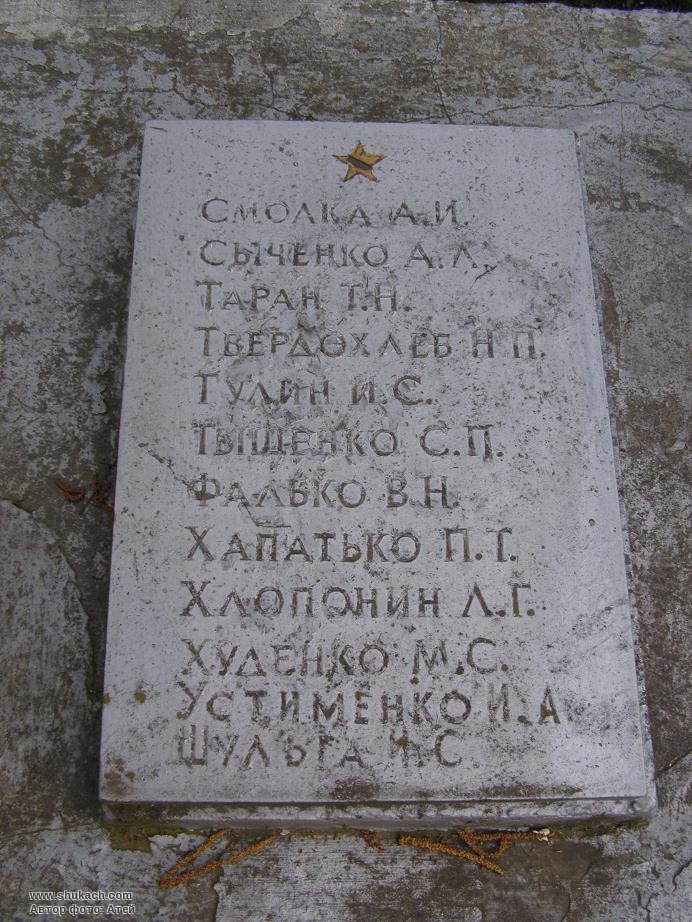 Смолка А.И.
Сыченко А.Л.
Таран Т.Н.
Твердохлеб Н П.
Тулин И.С.
Тыщенко С.П.
Фалько В.Н.
Хапатько П.Т.
Хлопонин Л.Г.
Худенко М.С.
Устименко И.А
Шульга И.С.
www.shukach.com
Автор фото: Атей